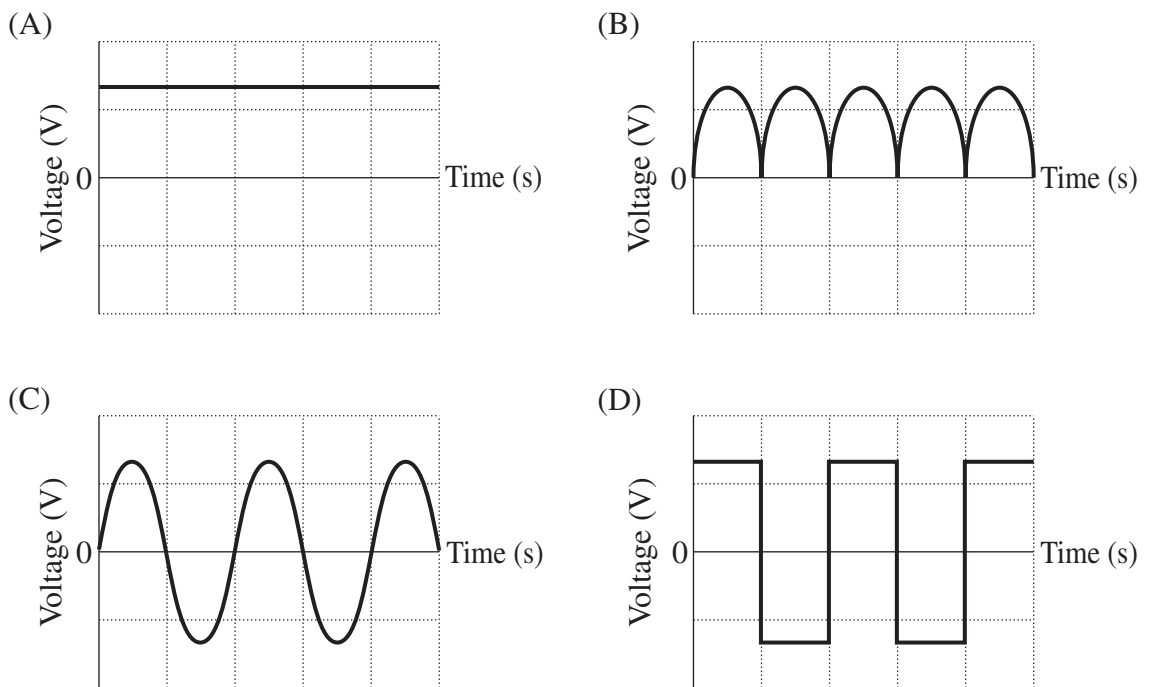 (A)
Voltage (V)
0
Time (s)
(B)
Voltage (V)
0
Time (s)
(C)
Voltage (V)
0
Time (s)
(D)
Voltage (V)
0
Time (s)